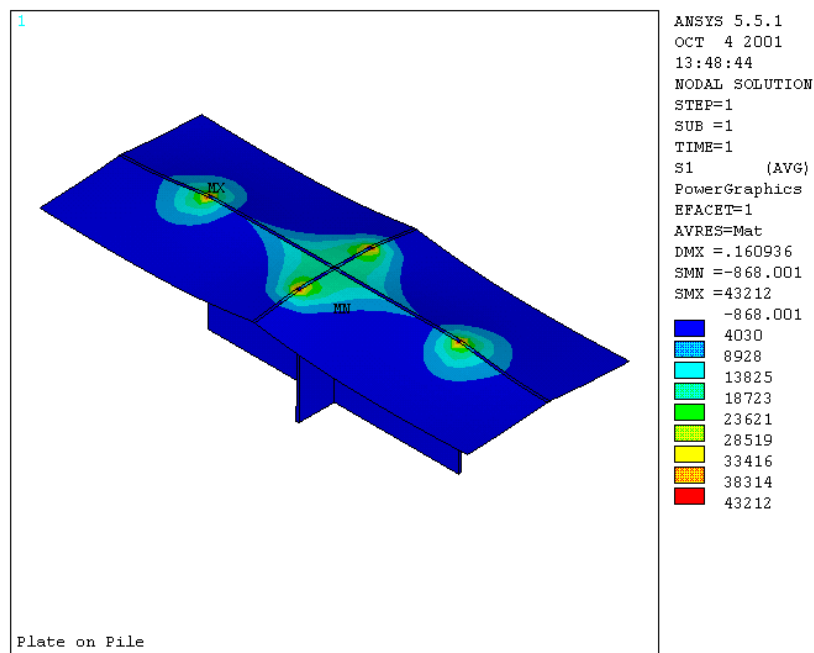 1
ANSYS 5.5.1
OCT 4 2001
13:48:44
NODAL SOLUTION
STEP=1
SUB =1
TIME=1
S1 (AVG)
PowerGraphics
EFACET=1
AVRES=Mat
DMX =.160936
SMN =-868.001
SMX =43212
-868.001
4030
8928
13825
18723
23621
28519
33416
38314
43212
MX
MN
Plate on Pile